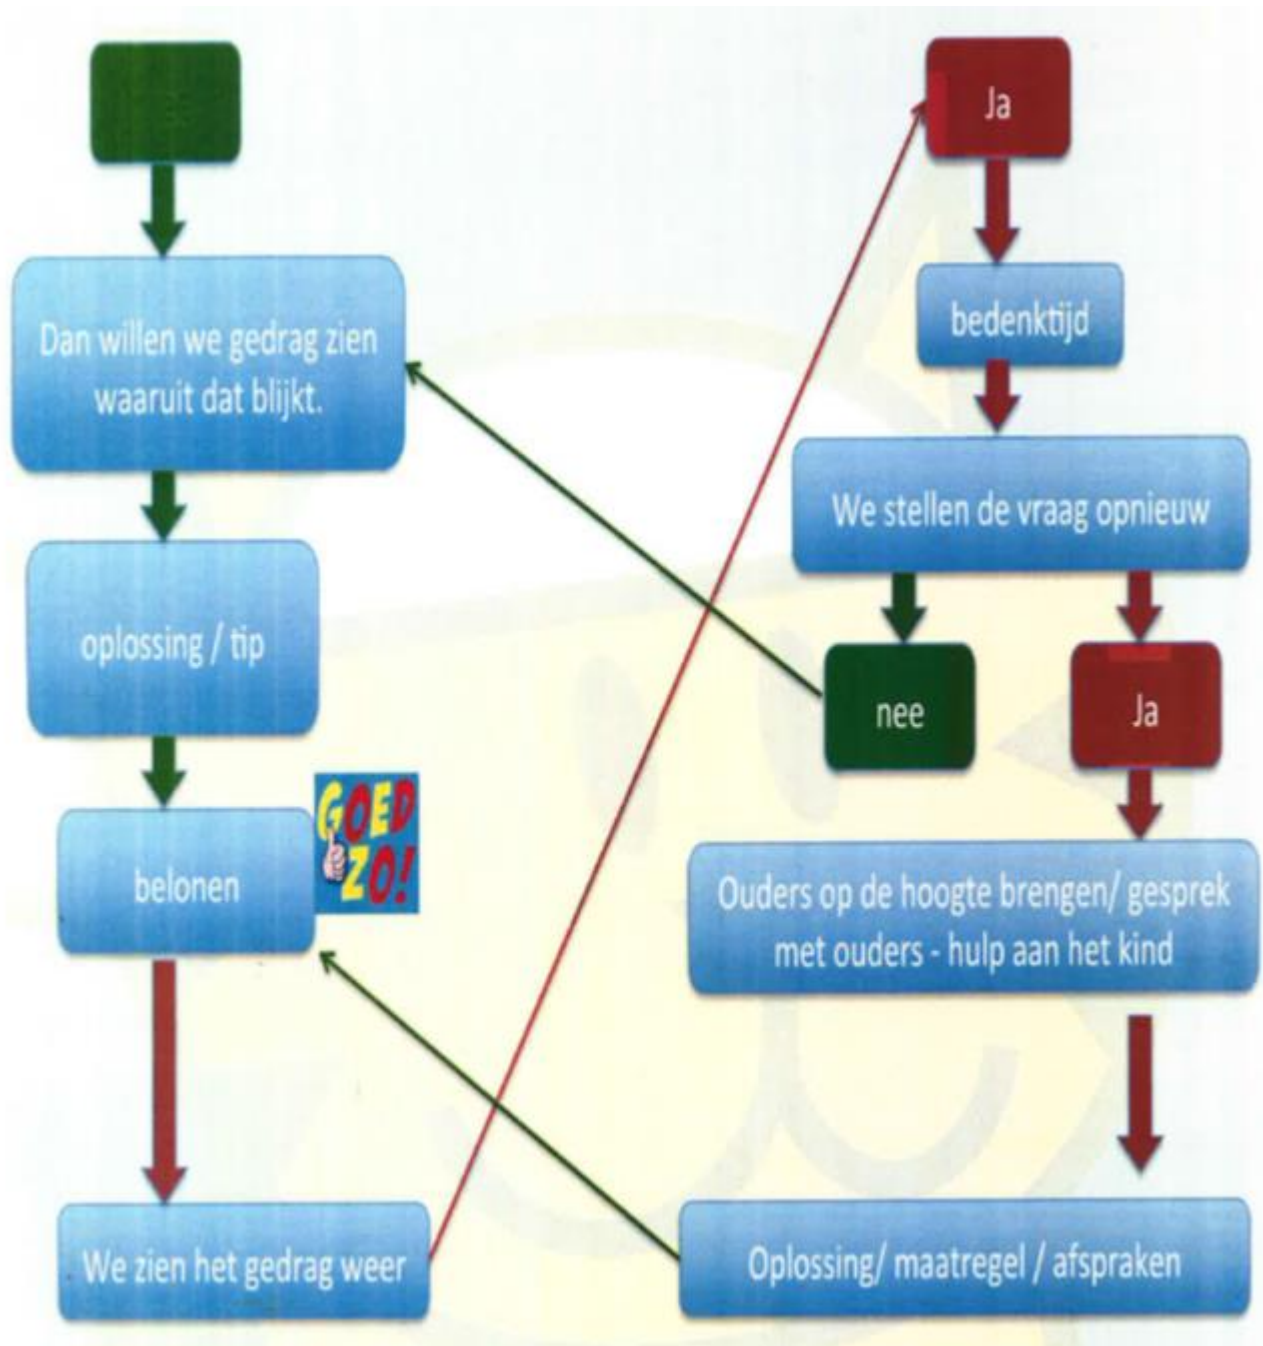 Dan willen we gedrag zien
waaruit dat blijkt.
oplossing / tip
belonen
GOED
ZO!
We zien het gedrag weer
Ja
bedenktijd
We stellen de vraag opnieuw
nee
Ja
Ouders op de hoogte brengen/ gesprek
met ouders - hulp aan het kind
Oplossing/ maatregel / afspraken